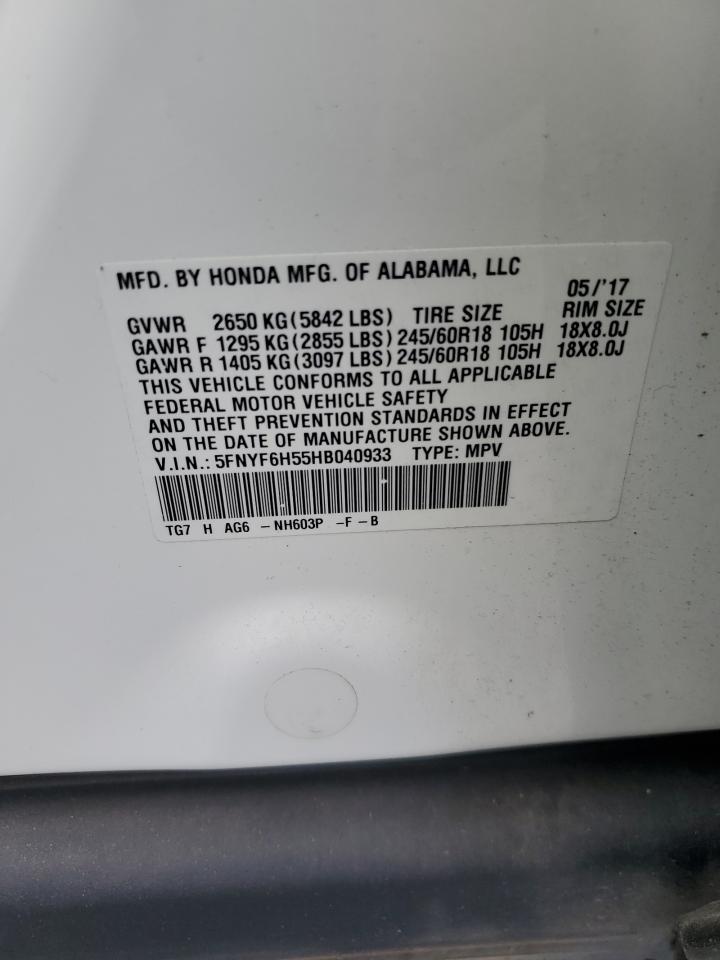 MFD. BY HONDA MFG. OF ALABAMA, LLC 05/'17
GVWR 2650 KG(5842 LBS) TIRE SIZE RIM SIZE
GAWR F 1295 KG(2855 LBS)245/60R18 105H 18X8.0J
GAWR R 1405 KG(3097 LBS)245/60R18 105H 18X8.0J
THIS VEHICLE CONFORMS TO ALL APPLICABLE
FEDERAL MOTOR VEHICLE SAFETY
AND THEFT PREVENTION STANDARDS IN EFFECT
ON THE DATE OF MANUFACTURE SHOWN ABOVE.
V.I.N.: 5FNYF6H55HB040933 TYPE: MPV
TG7 H AG6 -NH603P -F-B